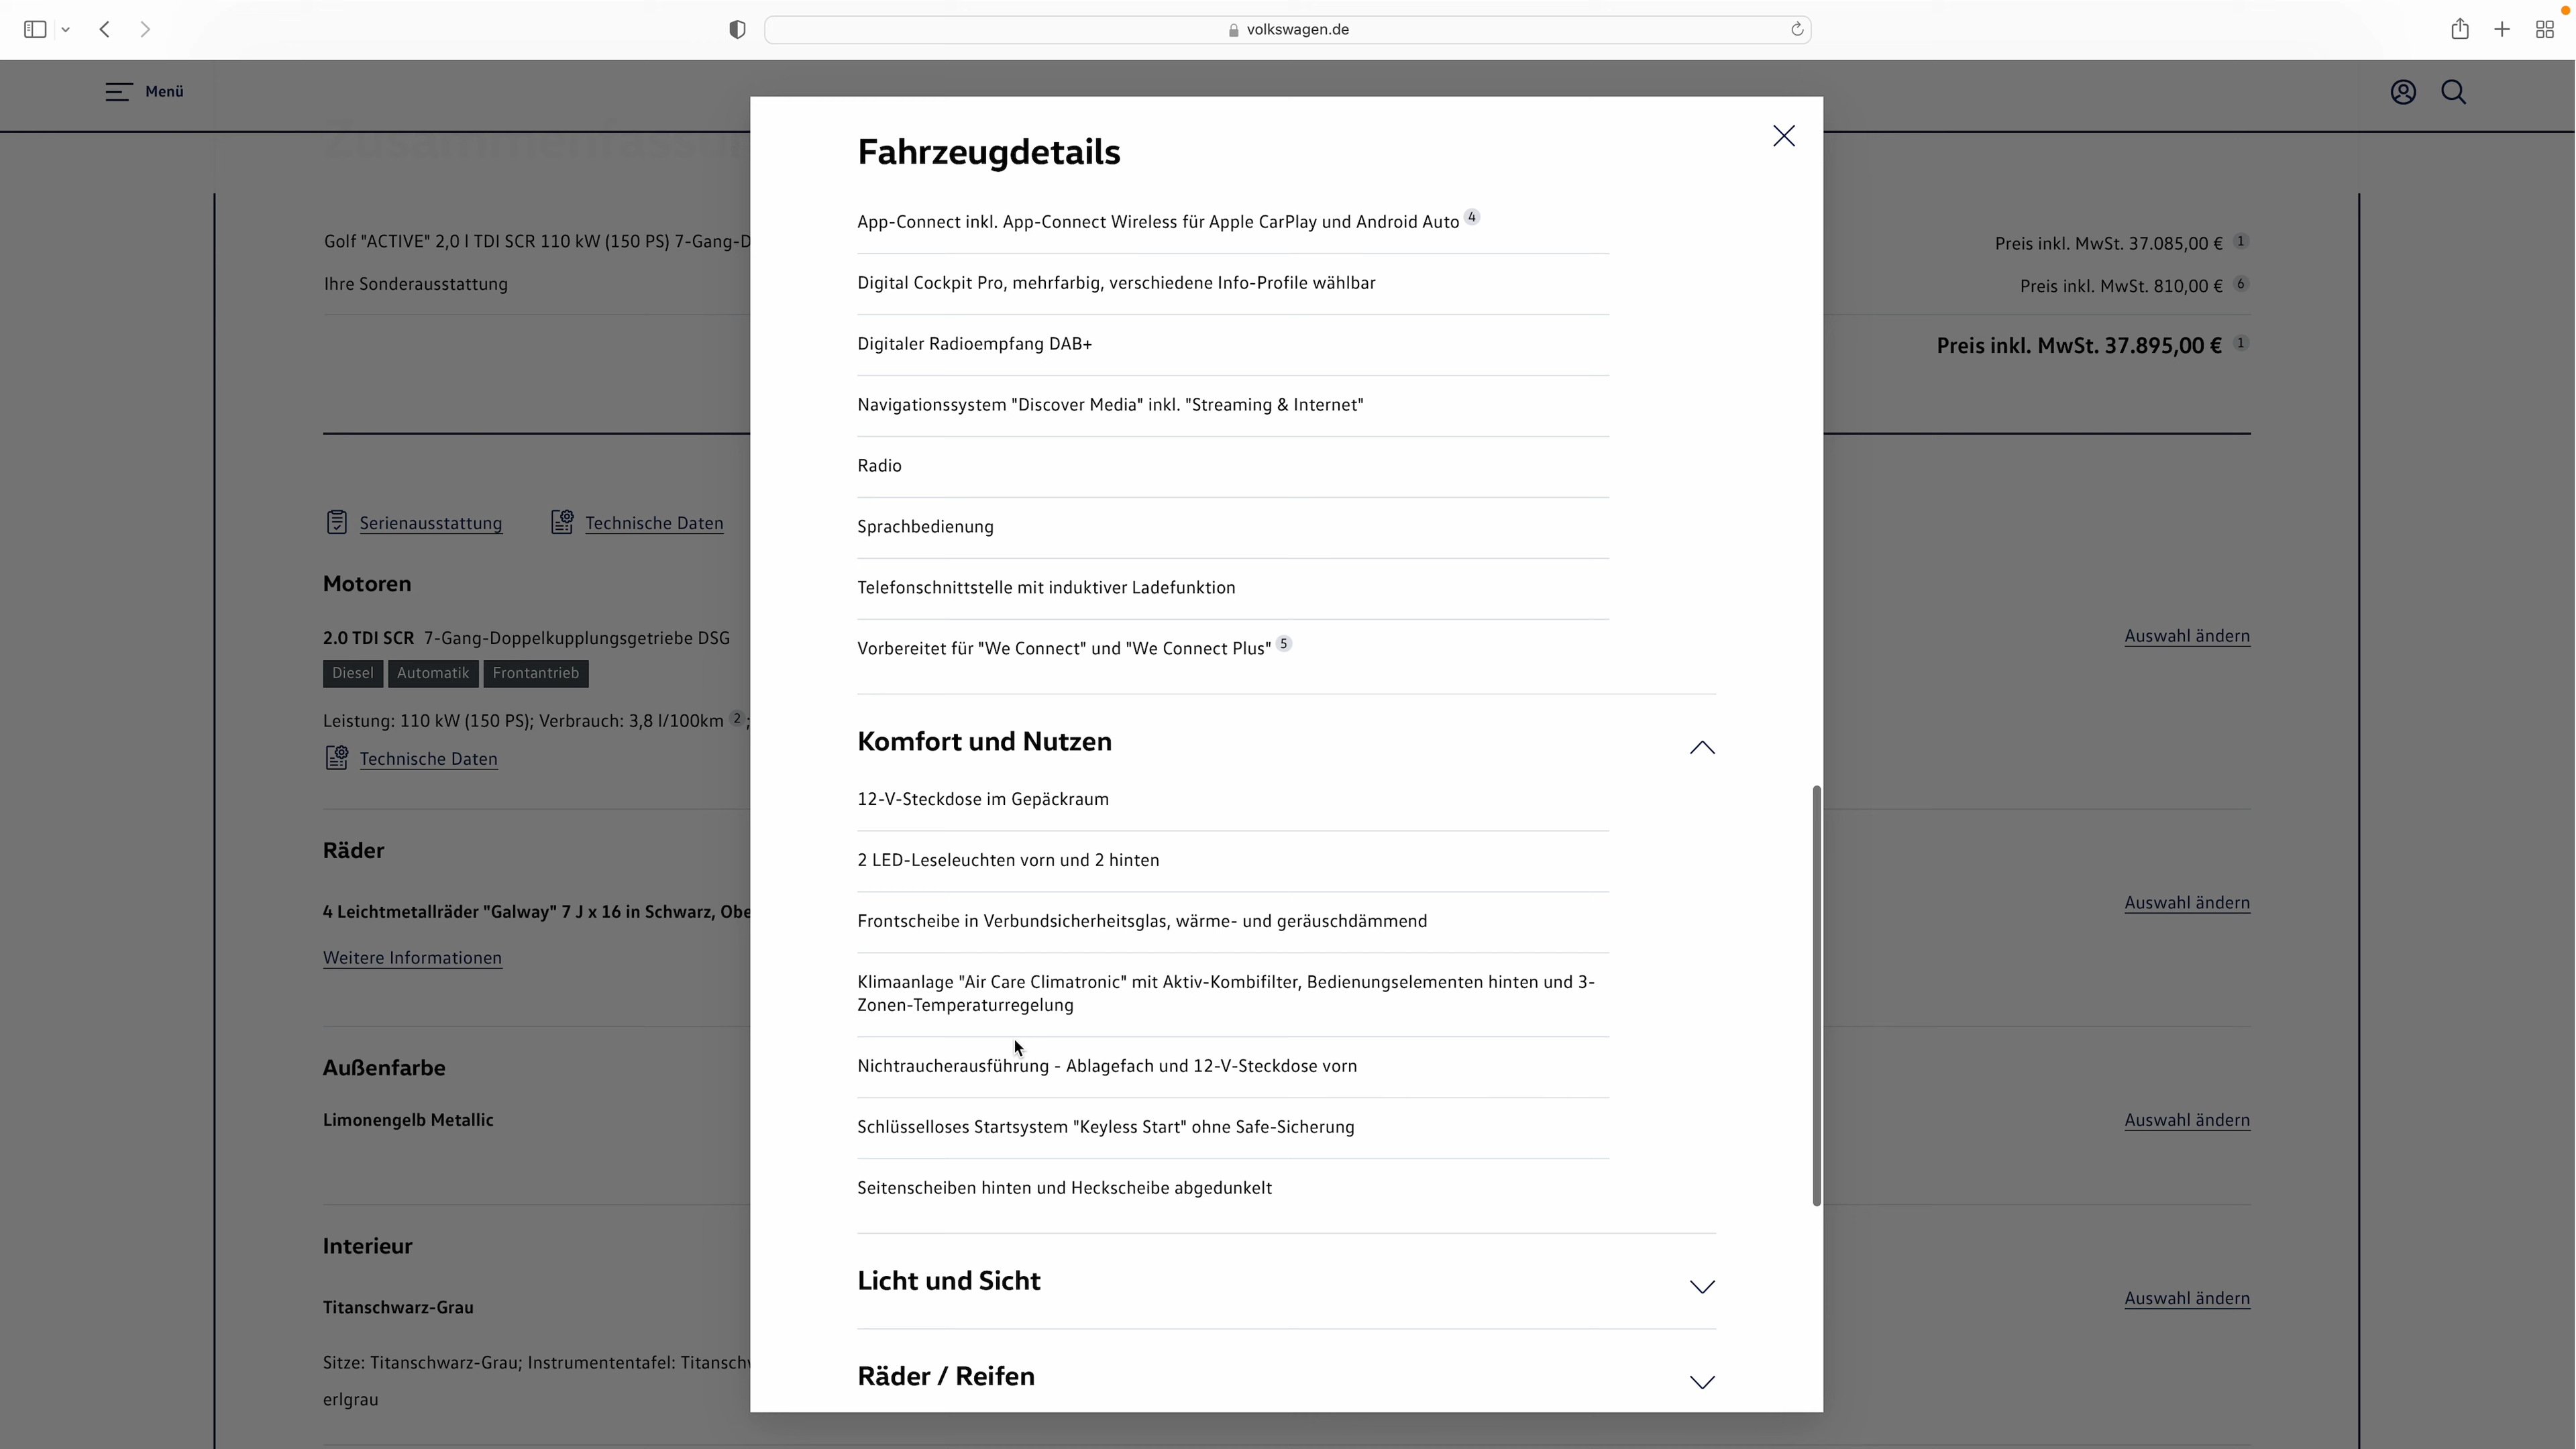 volkswagen.de
Menü
Golf "ACTIVE" 2,0 l TDI SCR 110 kW (150 PS) 7-Gang-D
Preis inkl. MwSt. 37.085,00 € 1
Ihre Sonderausstattung
Preis inkl. MwSt. 810,00 € 6
Preis inkl. MwSt. 37.895,00 € 1
Serienausstattung
Technische Daten
Motoren
2.0 TDI SCR 7-Gang-Doppelkupplungsgetriebe DSG
Auswahl ändern
Diesel Automatik Frontantrieb
Leistung: 110 kW (150 PS); Verbrauch: 3,8 l/100km 2 ;
Technische Daten
Räder
4 Leichtmetallräder "Galway" 7 J x 16 in Schwarz, Obe
Auswahl ändern
Weitere Informationen
Außenfarbe
Limonengelb Metallic
Auswahl ändern
Interieur
Titanschwarz-Grau
Auswahl ändern
Sitze: Titanschwarz-Grau; Instrumententafel: Titansch
erlgrau
Fahrzeugdetails
App-Connect inkl. App-Connect Wireless für Apple CarPlay und Android Auto 4
Digital Cockpit Pro, mehrfarbig, verschiedene Info-Profile wählbar
Digitaler Radioempfang DAB+
Navigationssystem "Discover Media" inkl. "Streaming & Internet"
Radio
Sprachbedienung
Telefonschnittstelle mit induktiver Ladefunktion
Vorbereitet für "We Connect" und "We Connect Plus" 5
Komfort und Nutzen
12-V-Steckdose im Gepäckraum
2 LED-Leseleuchten vorn und 2 hinten
Frontscheibe in Verbundsicherheitsglas, wärme- und geräuschdämmend
Klimaanlage "Air Care Climatronic" mit Aktiv-Kombifilter, Bedienungselementen hinten und 3-
Zonen-Temperaturregelung
Nichtraucherausführung - Ablagefach und 12-V-Steckdose vorn
Schlüsselloses Startsystem "Keyless Start" ohne Safe-Sicherung
Seitenscheiben hinten und Heckscheibe abgedunkelt
Licht und Sicht
Räder / Reifen